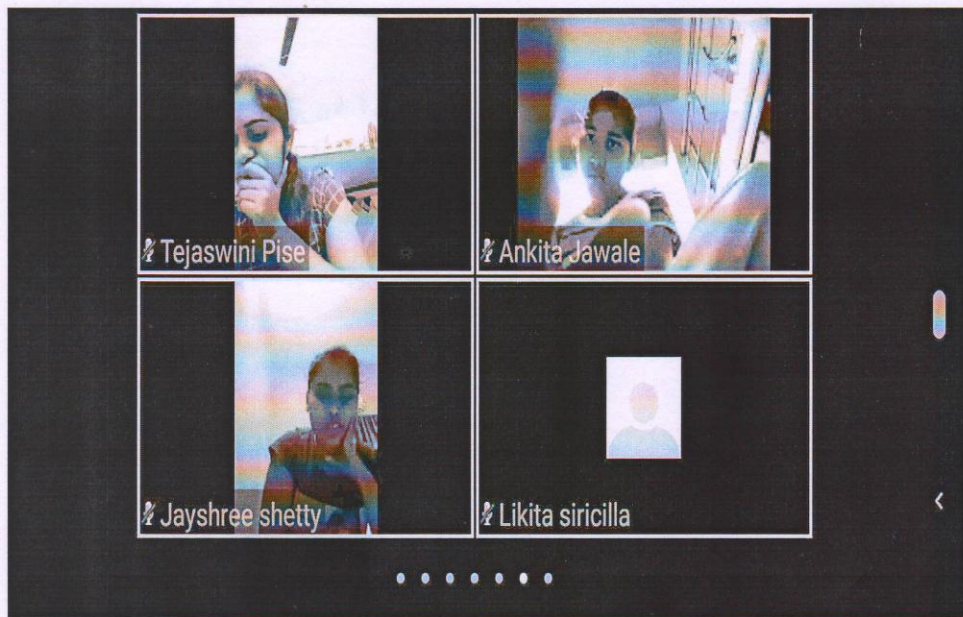 Tejaswini Pise
Ankita Jawale
Jayshree shetty
Likita siricilla